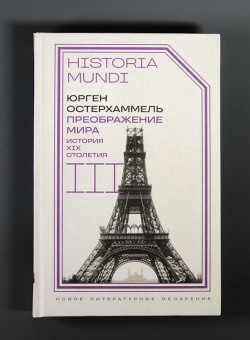 HISTORIA
MUNDI
ЮРГЕН
ОСТЕРХАММЕЛЬ
ПРЕОБРАЖЕНИЕ
МИРА
ИСТОРИЯ
XIX
СТОЛЕТИЯ
III
НОВОЕ ЛИТЕРАТУРНОЕ ОБОЗРЕНИЕ